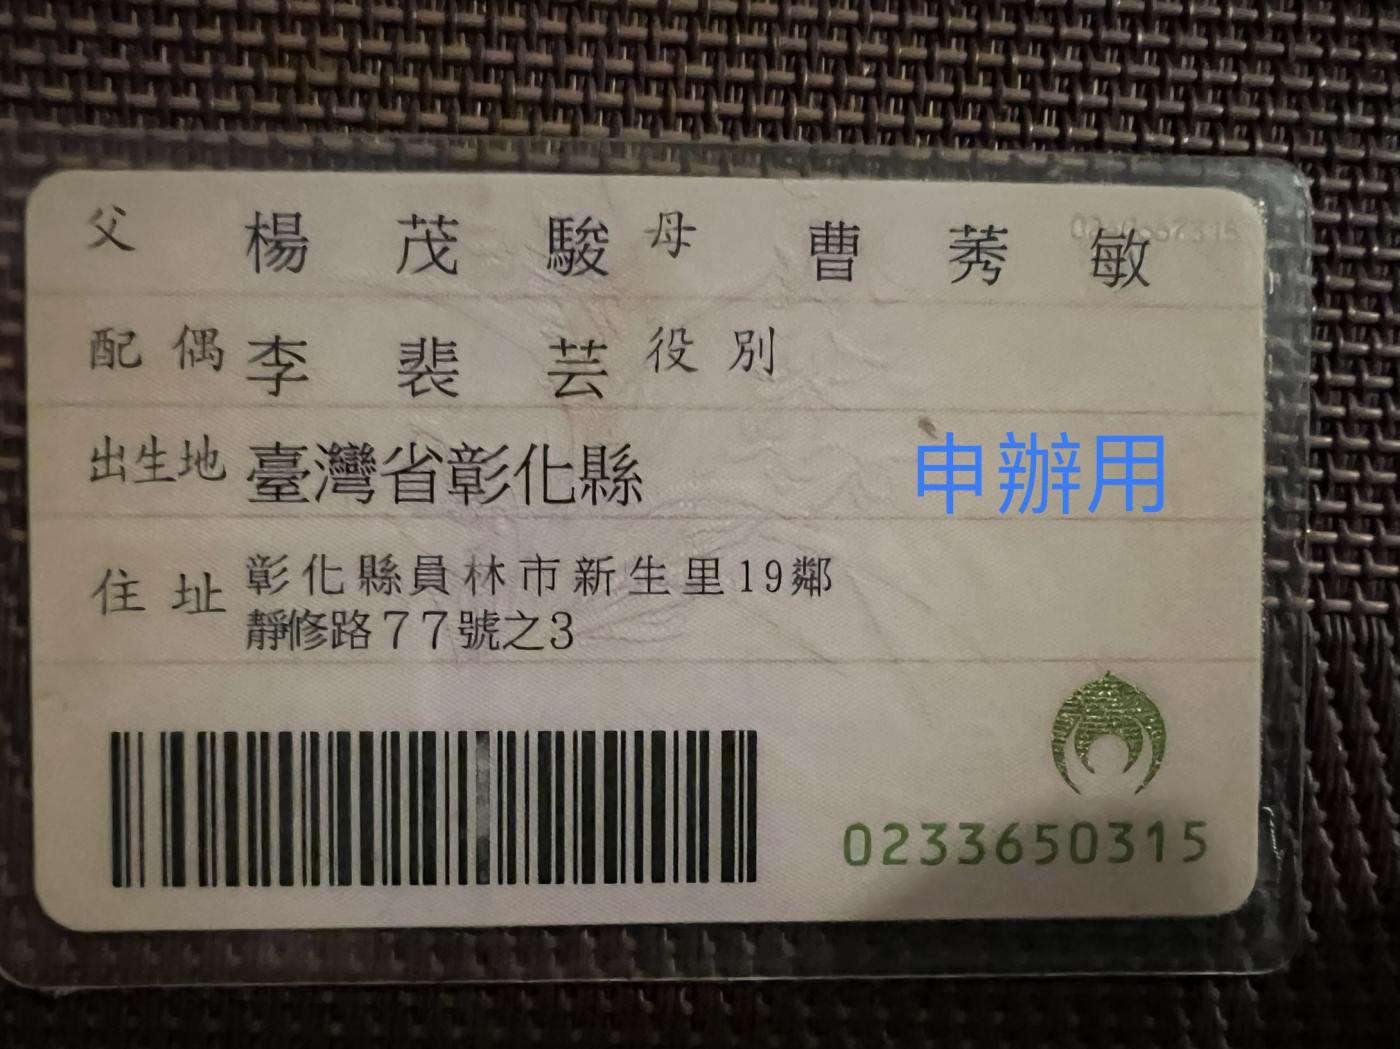 父 楊茂駿 母 曹莠敏
配偶 李裴芸 役別
出生地 臺灣省彰化縣
申辦用
住址 彰化縣員林市新生里19鄰
靜修路77號之3
0233650315